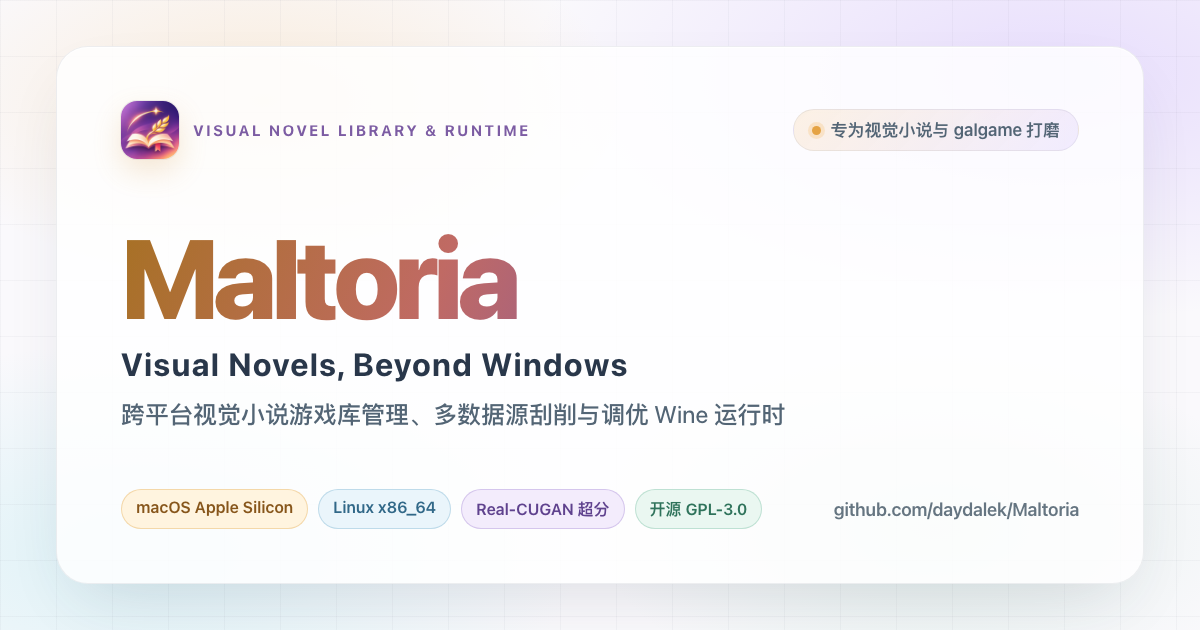 VISUAL NOVEL LIBRARY & RUNTIME
专为视觉小说与 galgame 打磨
Maltoria
Visual Novels, Beyond Windows
跨平台视觉小说游戏库管理、多数据源刮削与调优 Wine 运行时
macOS Apple Silicon
Linux x86_64
Real-CUGAN 超分
开源 GPL-3.0
github.com/daydalek/Maltoria